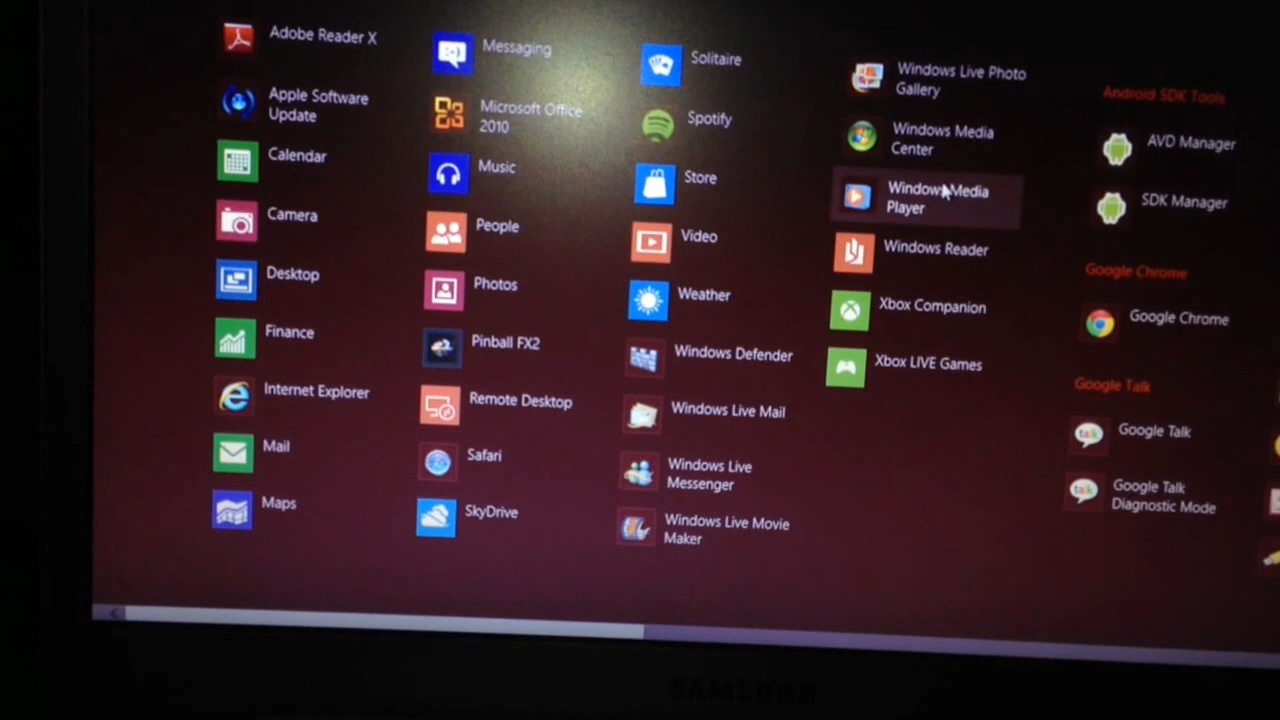 Adobe Reader X
Apple Software
Update
Calendar
Camera
Desktop
Finance
Internet Explorer
Mail
Maps
Messaging
Microsoft Office
2010
Music
People
Photos
Pinball FX2
Remote Desktop
Safari
SkyDrive
Solitaire
Spotify
Store
Video
Weather
Windows Defender
Windows Live Mail
Windows Live
Messenger
Windows Live Movie
Maker
Windows Live Photo
Gallery
Windows Media
Center
Windows Media
Player
Windows Reader
Xbox Companion
Xbox LIVE Games
Android SDK Tools
AVD Manager
SDK Manager
Google Chrome
Google Chrome
Google Talk
talk
Google Talk
talk
Google Talk
Diagnostic Mode
SAMSUNG